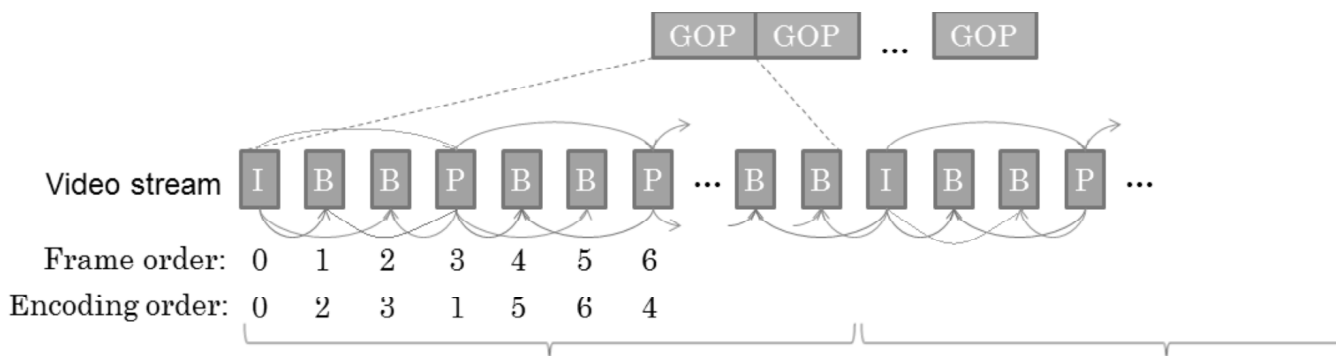 GOP GOP ... GOP
Video stream I B B P B B P ... B B I B B P ...
Frame order: 0 1 2 3 4 5 6
Encoding order: 0 2 3 1 5 6 4